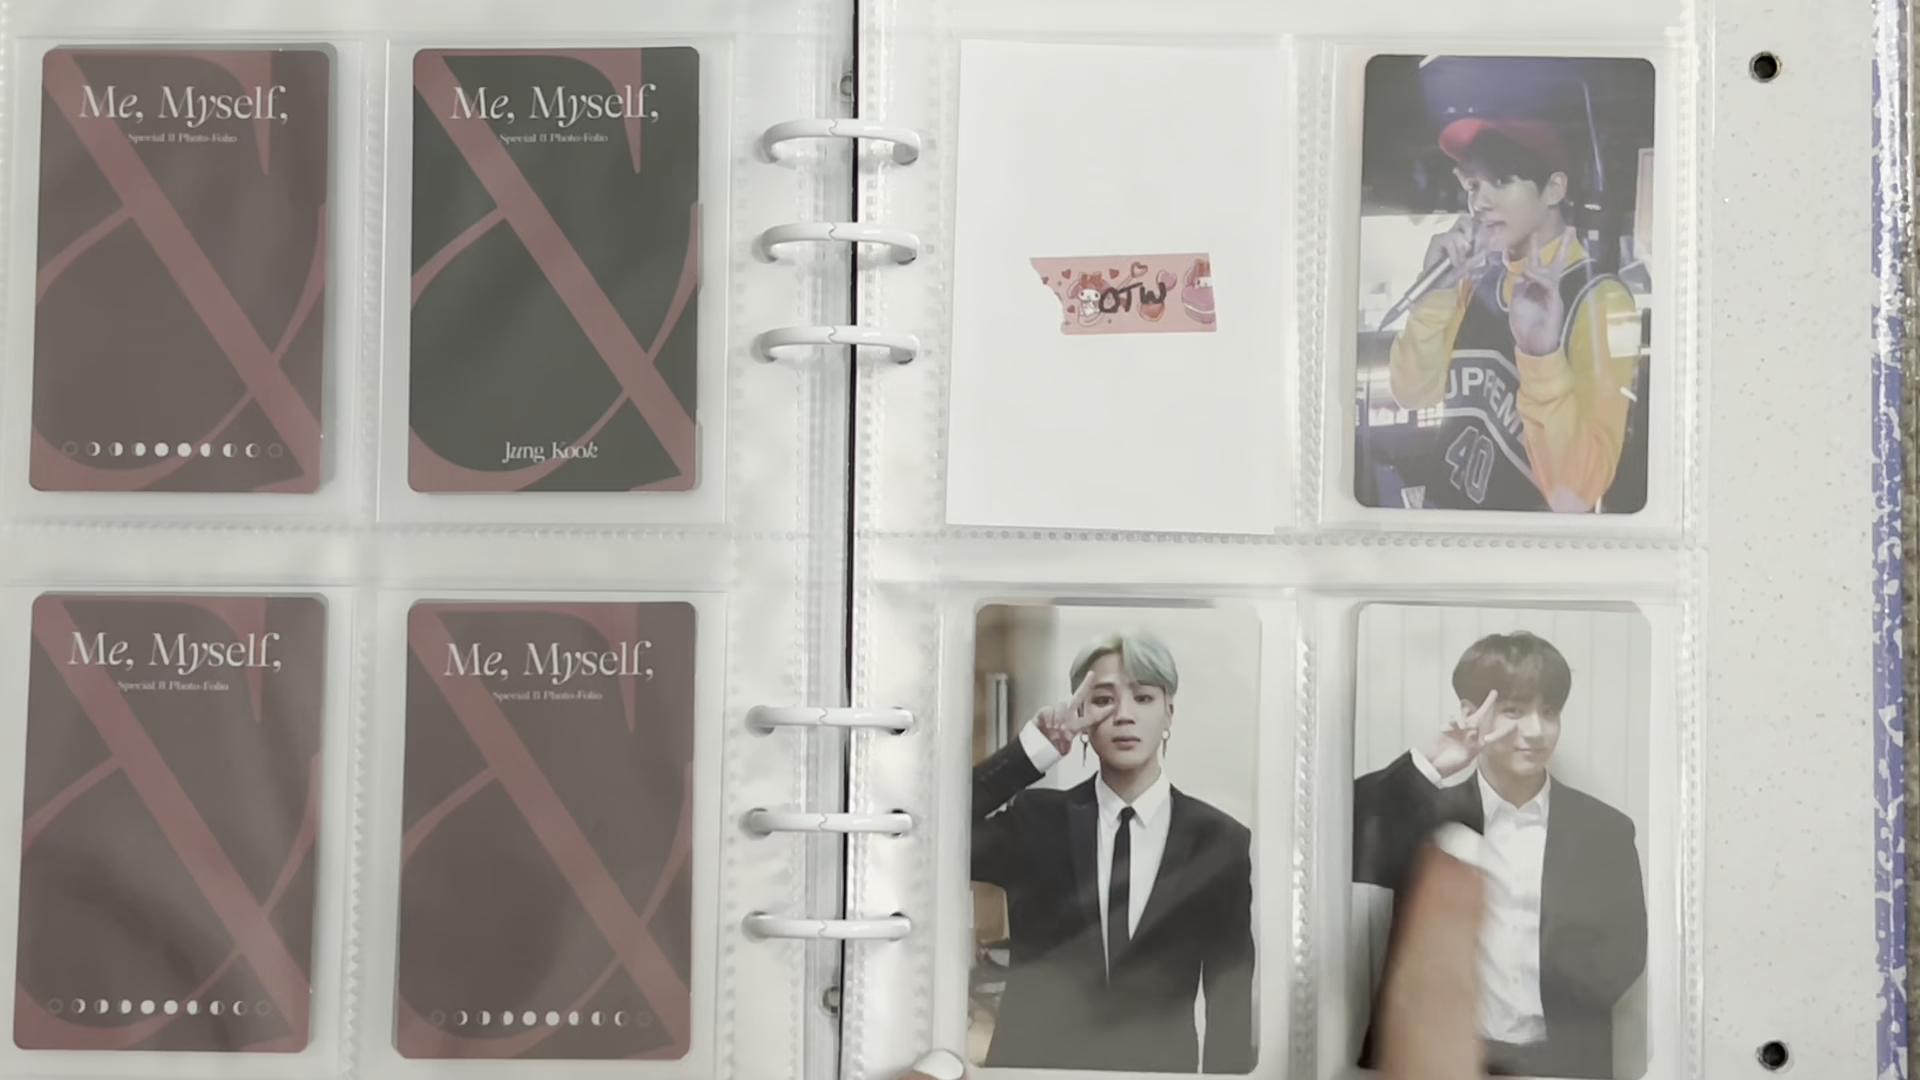 Me, Myself,
Special 8 Photo-Folio
Me, Myself,
Special 8 Photo-Folio
Jung Kook
OTW
UPREM
40
Me, Myself,
Special 8 Photo-Folio
Me, Myself,
Special 8 Photo-Folio